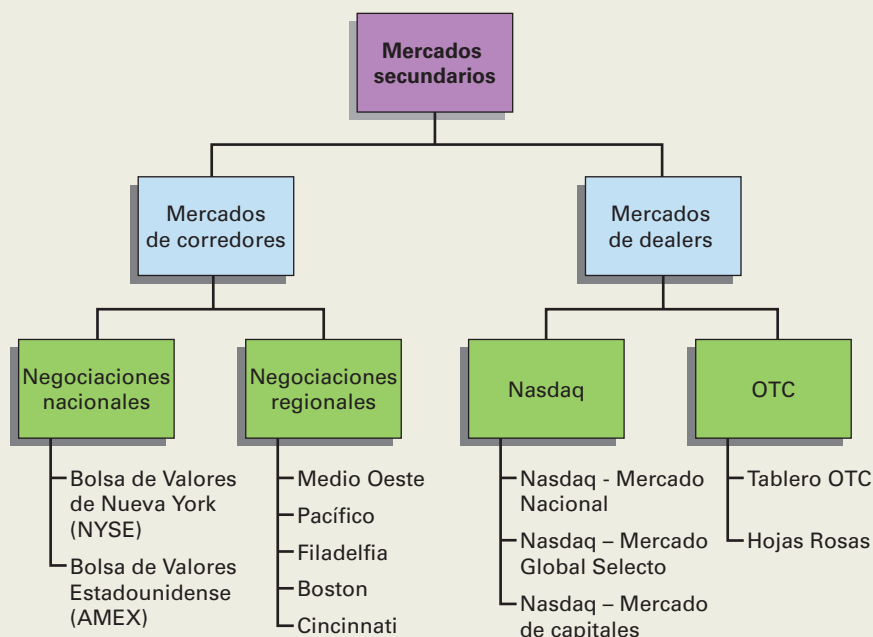 Mercados
secundarios
Mercados
de corredores
Mercados
de dealers
Negociaciones
nacionales
Negociaciones
regionales
Nasdaq
OTC
Bolsa de Valores
de Nueva York
(NYSE)
Bolsa de Valores
Estadounidense
(AMEX)
Medio Oeste
Pacífico
Filadelfia
Boston
Cincinnati
Nasdaq - Mercado
Nacional
Nasdaq – Mercado
Global Selecto
Nasdaq – Mercado
de capitales
Tablero OTC
Hojas Rosas